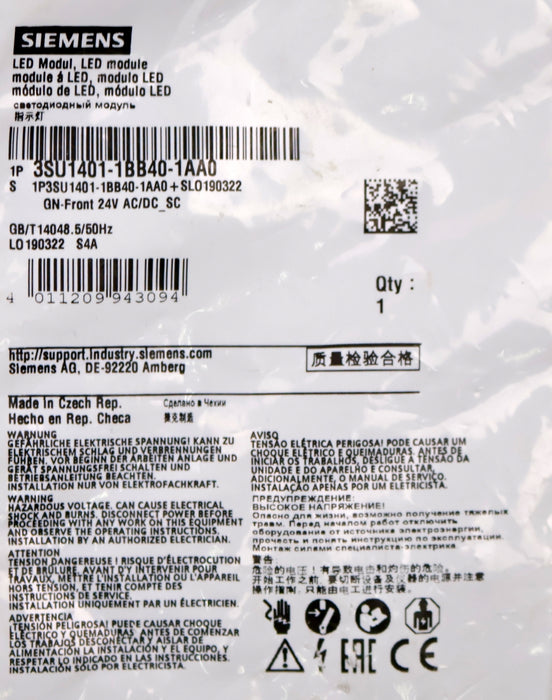 SIEMENS
LED Modul, LED module
module á LED, modulo LED
módulo de LED, módulo LED
светодиодный модуль
指示灯
1P 3SU1401-1BB40-1AA0
S 1P3SU1401-1BB40-1AA0+SL0190322
GN-Front 24V AC/DC_SC
GB/T14048.5/50Hz
L0190322 S4A
4 011209 943094
Qty :
1
http://support.industry.siemens.com
Siemens AG, DE-92220 Amberg
质量检验合格
Made in Czech Rep. Сделано в Чехии
Hecho en Rep. Checa 捷克制造
WARNUNG
GEFÄHRLICHE ELEKTRISCHE SPANNUNG! KANN ZU
ELEKTRISCHEM SCHLAG UND VERBRENNUNGEN
FÜHREN. VOR BEGINN DER ARBEITEN ANLAGE UND
GERÄT SPANNUNGSFREI SCHALTEN UND
BETRIEBSANLEITUNG BEACHTEN.
INSTALLATION NUR VON ELEKTROFACHKRAFT.
WARNING
HAZARDOUS VOLTAGE. CAN CAUSE ELECTRICAL
SHOCK AND BURNS. DISCONNECT POWER BEFORE
PROCEEDING WITH ANY WORK ON THIS EQUIPMENT
AND OBSERVE THE OPERATING INSTRUCTIONS.
INSTALLATION BY AN AUTHORIZED ELECTRICIAN.
ATTENTION
TENSION DANGEREUSE ! RISQUE D'ÉLECTROCUTION
ET DE BRÛLURE. AVANT D'Y INTERVENIR POUR
TRAVAUX, METTRE L'INSTALLATION OU L'APPAREIL
HORS TENSION, ET TENIR COMPTE DES
INSTRUCTIONS DE SERVICE.
INSTALLATION UNIQUEMENT PAR UN ÉLECTRICIEN.
ADVERTENCIA
¡TENSIÓN PELIGROSA! PUEDE CAUSAR CHOQUE
ELÉCTRICO Y QUEMADURAS. ANTES DE COMENZAR
LOS TRABAJOS DESCONECTAR Y AISLAR DE
ALIMENTACIÓN LA INSTALACIÓN Y EL EQUIPO, Y
RESPETAR LO INDICADO EN LAS INSTRUCCIONES.
INSTALACIÓN SÓLO POR ELECTRICISTA.
AVISO
TENSÃO ELÉTRICA PERIGOSA! PODE CAUSAR UM
CHOQUE ELÉTRICO E QUEIMADURAS. ANTES DE
INICIAR OS TRABALHOS, DESLIGUE A TENSÃO DA
UNIDADE E DO APARELHO E CONSULTAR,
ADICIONALMENTE, O MANUAL DE SERVIÇO.
INSTALAÇÃO APENAS POR UM ELETRICISTA.
ПРЕДУПРЕЖДЕНИЕ:
ВЫСОКОЕ НАПРЯЖЕНИЕ!
Опасно для жизни, возможно получение тяжелых
травм. Перед началом работ отключить
оборудование от источника электроэнергии,
прочесть и понять инструкцию по эксплуатации.
Монтаж силами специалиста-электрика.
警告
危险的电压！有导致电击和灼伤的危险。
开始工作之前，要切断设备及仪器的电源并注意
操作指南。只能由电工进行安装。
EAC CE